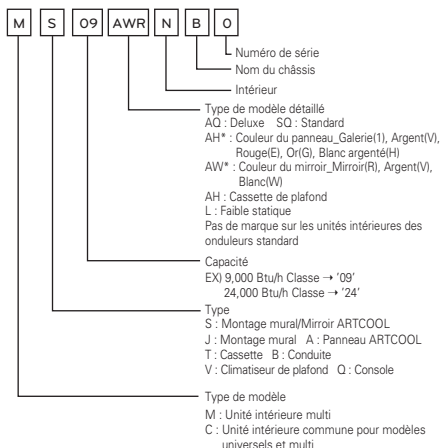 M S 09 AWR N B 0
Numéro de série
Nom du châssis
Intérieur
Type de modèle détaillé
AQ : Deluxe SQ : Standard
AH* : Couleur du panneau_Galerie(1), Argent(V),
Rouge(E), Or(G), Blanc argenté(H)
AW* : Couleur du mirroir_Mirroir(R), Argent(V),
Blanc(W)
AH : Cassette de plafond
L : Faible statique
Pas de marque sur les unités intérieures des
onduleurs standard
Capacité
EX) 9,000 Btu/h Classe → '09'
24,000 Btu/h Classe → '24'
Type
S : Montage mural/Mirroir ARTCOOL
J : Montage mural A : Panneau ARTCOOL
T : Cassette B : Conduite
V : Climatiseur de plafond Q : Console
Type de modèle
M : Unité intérieure multi
C : Unité intérieure commune pour modèles
universels et multi